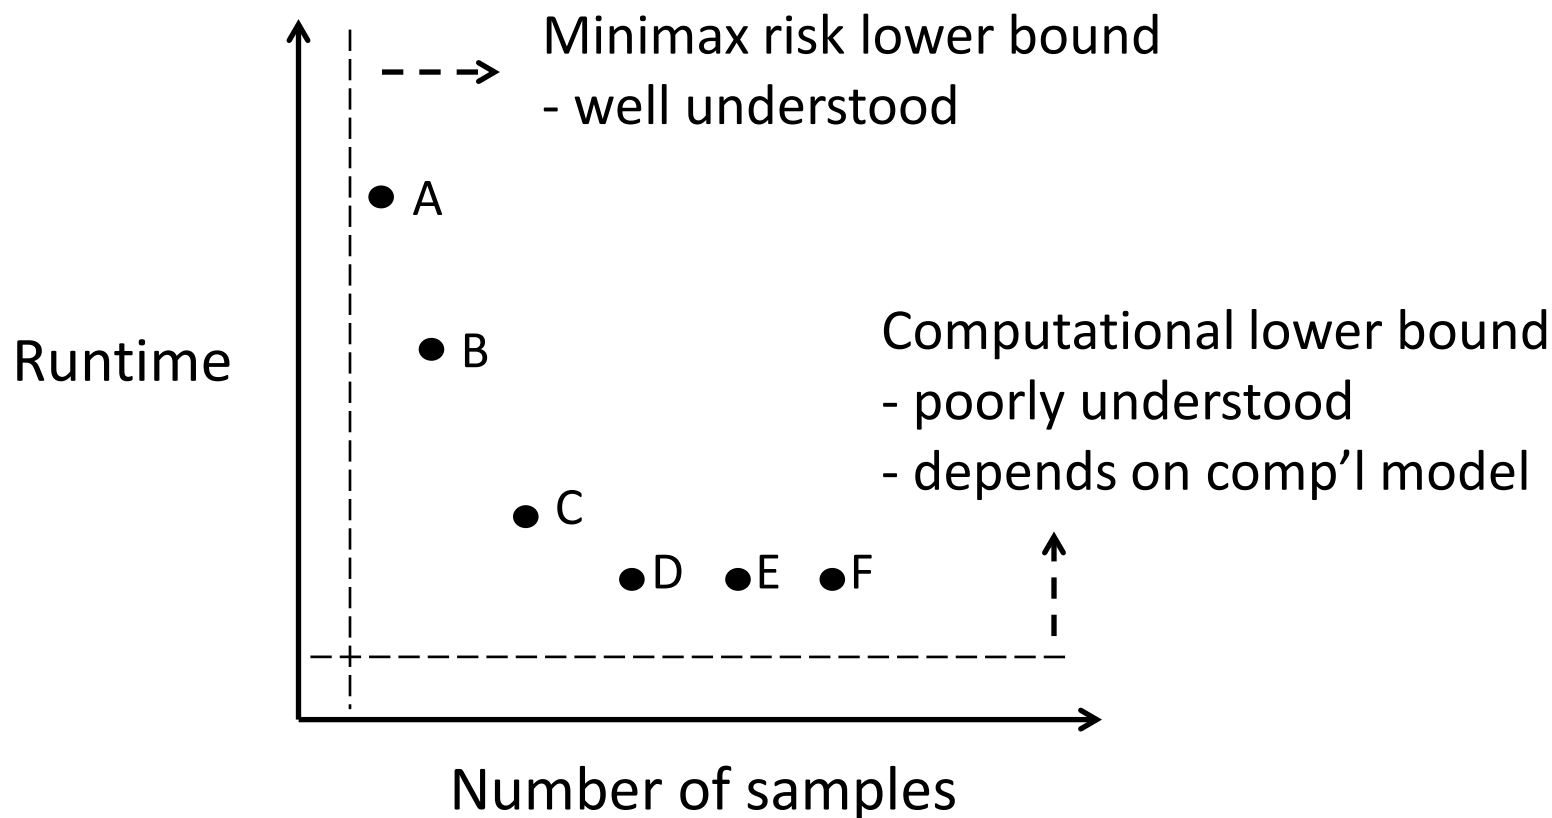 Minimax risk lower bound
- well understood
A
B
Runtime
Computational lower bound
- poorly understood
- depends on comp’l model
C
D
E
F
Number of samples